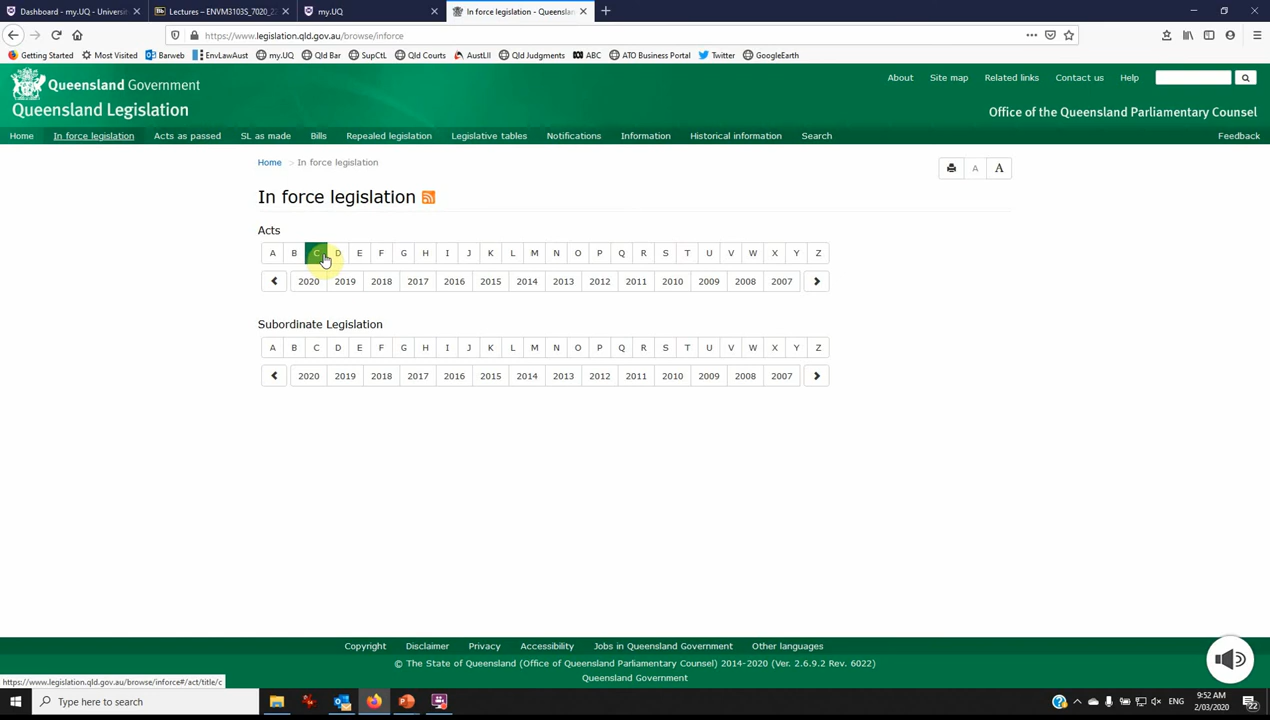 Dashboard - my.UQ - Universi
Lectures – ENVM3103S_7020_22
my.UQ
In force legislation - Queenslan
https://www.legislation.qld.gov.au/browse/inforce
Getting Started Most Visited Barweb EnvLawAust my.UQ Qld Bar SupCtL Qld Courts AustLII Qld Judgments ABC ATO Business Portal Twitter GoogleEarth
Queensland Government
About Site map Related links Contact us Help
Queensland Legislation
Office of the Queensland Parliamentary Counsel
Home In force legislation Acts as passed SL as made Bills Repealed legislation Legislative tables Notifications Information Historical information Search Feedback
Home > In force legislation
A A
In force legislation
Acts
A B C D E F G H I J K L M N O P Q R S T U V W X Y Z
2020 2019 2018 2017 2016 2015 2014 2013 2012 2011 2010 2009 2008 2007
Subordinate Legislation
A B C D E F G H I J K L M N O P Q R S T U V W X Y Z
2020 2019 2018 2017 2016 2015 2014 2013 2012 2011 2010 2009 2008 2007
Copyright Disclaimer Privacy Accessibility Jobs in Queensland Government Other languages
© The State of Queensland (Office of Queensland Parliamentary Counsel) 2014-2020 (Ver. 2.6.9.2 Rev. 6022)
Queensland Government
https://www.legislation.qld.gov.au/browse/inforce#/act/title/c
Type here to search
ENG
9:52 AM
2/03/2020
22